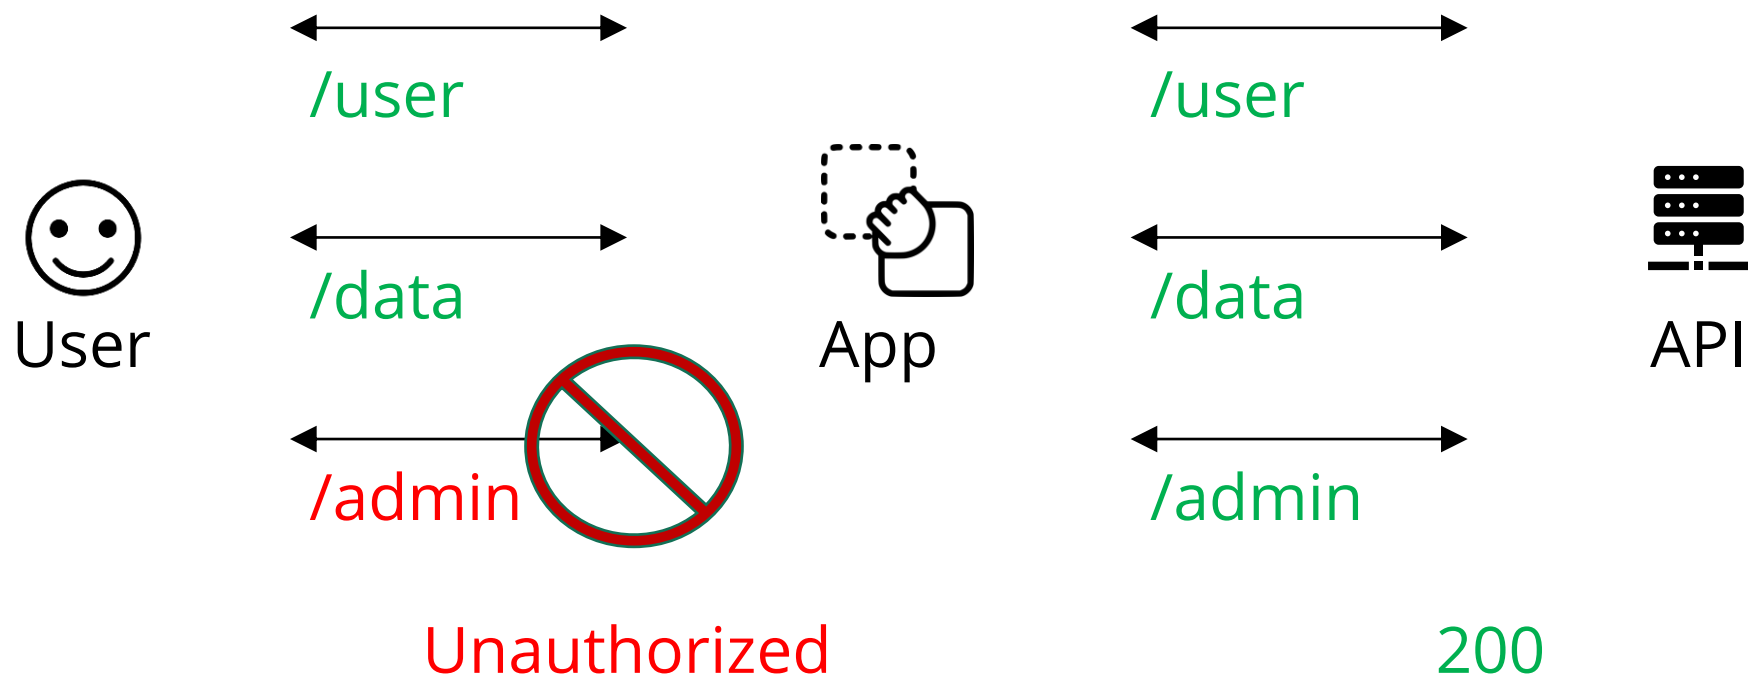 /user
/user
/data
/data
User
App
API
/admin
/admin
Unauthorized
200